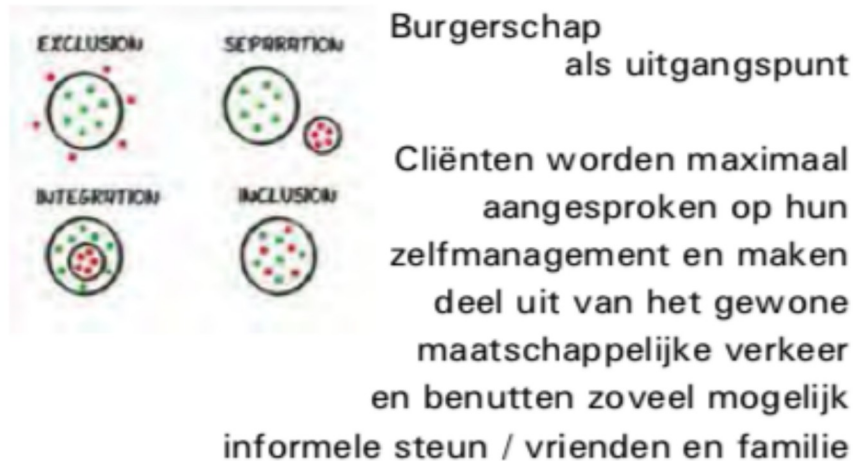 EXCLUSION
SEPARATION
INTEGRATION
INCLUSION
Burgerschap
als uitgangspunt
Cliënten worden maximaal
aangesproken op hun
zelfmanagement en maken
deel uit van het gewone
maatschappelijke verkeer
en benutten zoveel mogelijk
informele steun / vrienden en familie